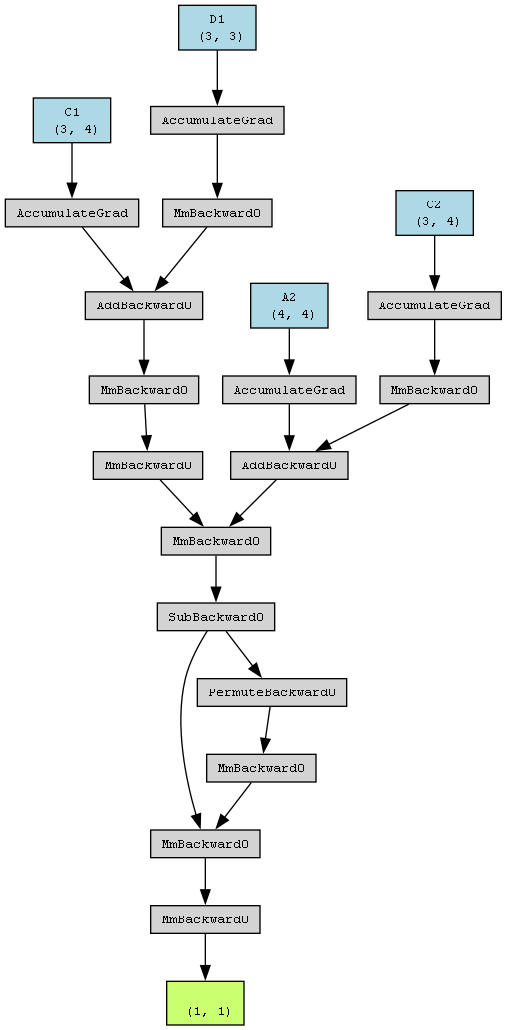 D1
(3, 3)
C1
(3, 4)
AccumulateGrad
AccumulateGrad
MmBackward0
C2
(3, 4)
A2
(4, 4)
AddBackward0
AccumulateGrad
MmBackward0
AccumulateGrad
MmBackward0
MmBackward0
AddBackward0
MmBackward0
SubBackward0
PermuteBackward0
MmBackward0
MmBackward0
MmBackward0
(1, 1)